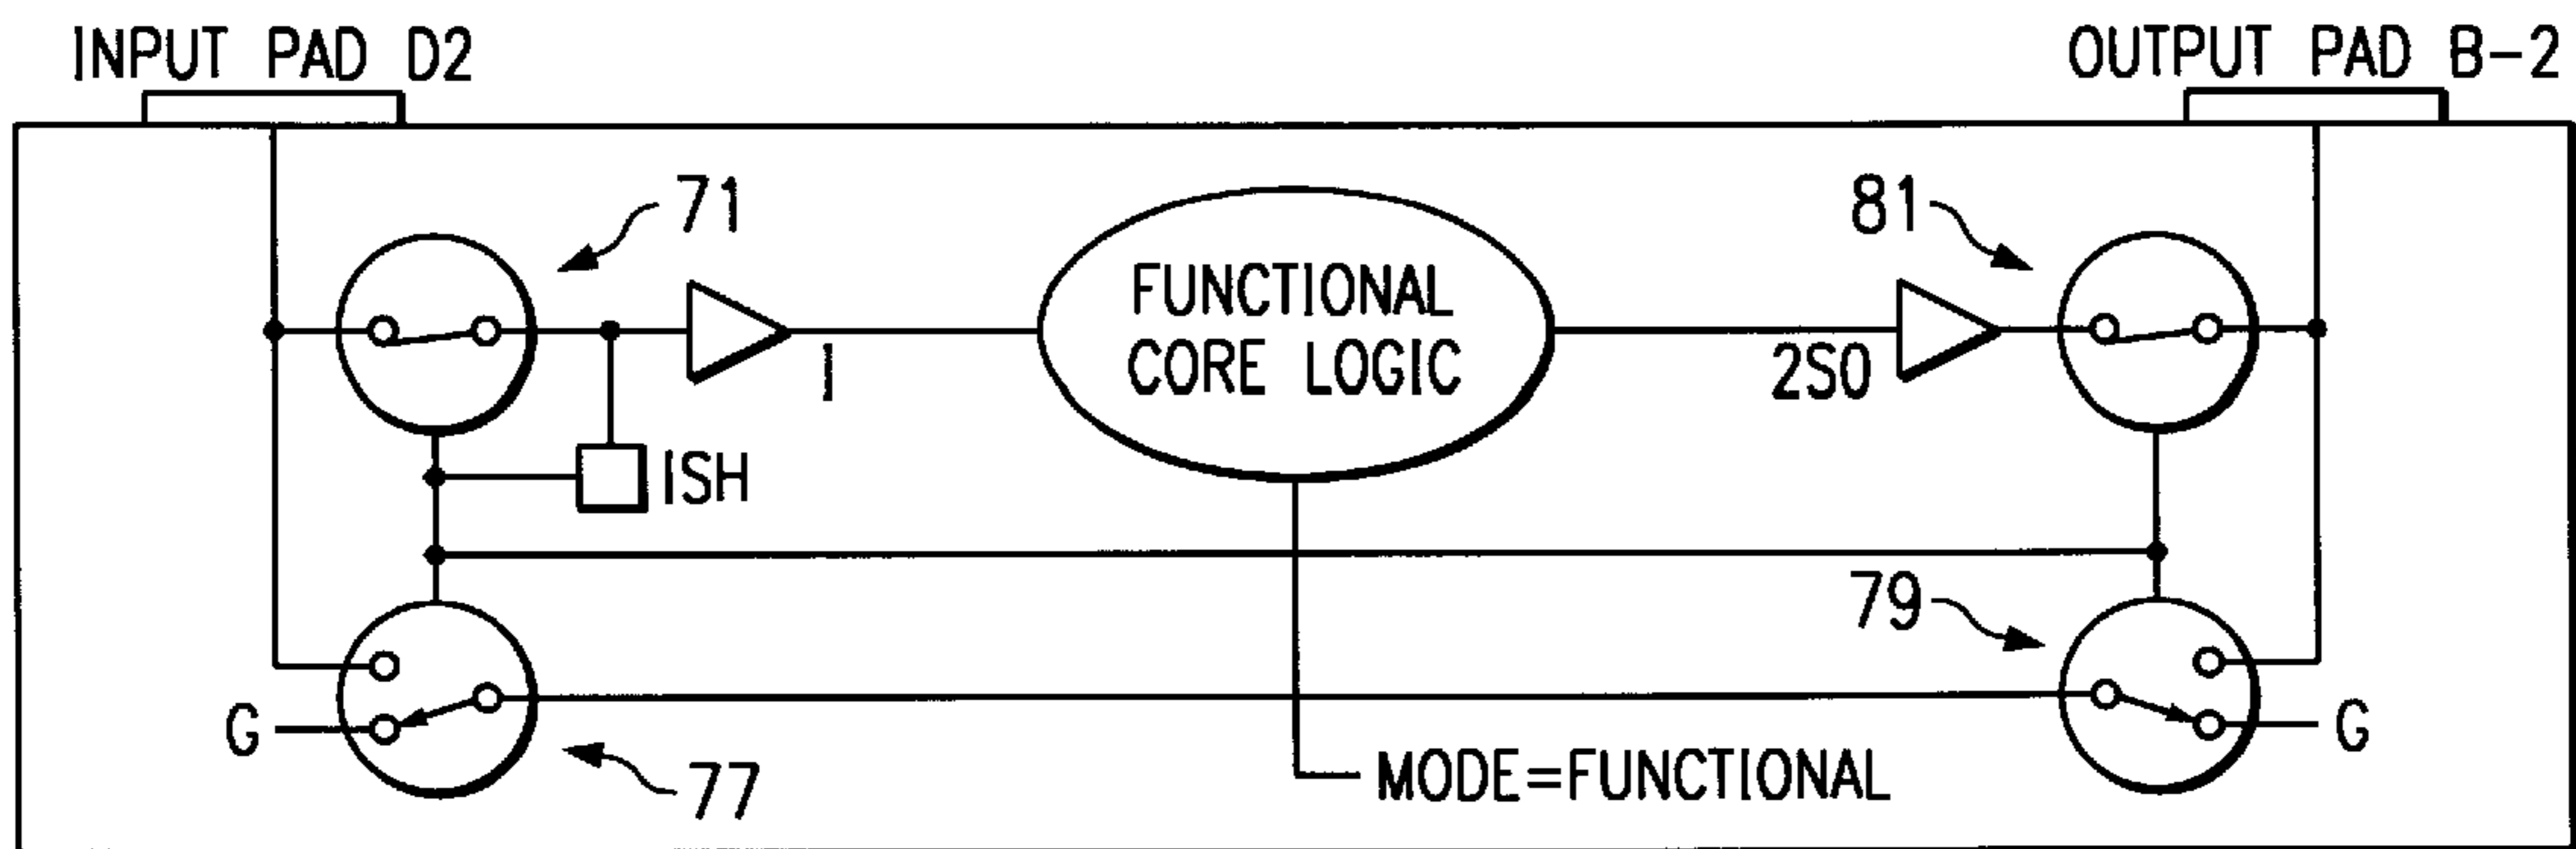 INPUT PAD D2
OUTPUT PAD B-2
71
81
FUNCTIONAL
CORE LOGIC
I
2SO
ISH
79
G
G
MODE=FUNCTIONAL
77